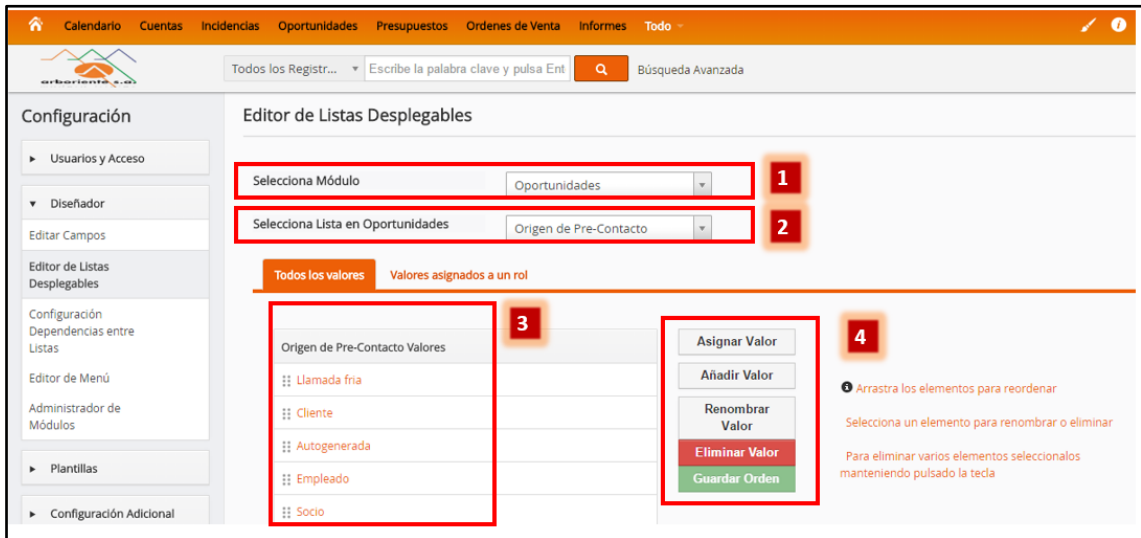 Calendario Cuentas Incidencias Oportunidades Presupuestos Ordenes de Venta Informes Todo
arboriente s.a.
Todos los Registr... Escribe la palabra clave y pulsa Ent Búsqueda Avanzada
Configuración
Usuarios y Acceso
Diseñador
Editar Campos
Editor de Listas
Desplegables
Configuración
Dependencias entre
Listas
Editor de Menú
Administrador de
Módulos
Plantillas
Configuración Adicional
Editor de Listas Desplegables
Selecciona Módulo Oportunidades 1
Selecciona Lista en Oportunidades Origen de Pre-Contacto 2
Todos los valores Valores asignados a un rol
3
Origen de Pre-Contacto Valores
Llamada fria
Cliente
Autogenerada
Empleado
Socio
Asignar Valor
Añadir Valor
Renombrar
Valor
Eliminar Valor
Guardar Orden
4
Arrastra los elementos para reordenar
Selecciona un elemento para renombrar o eliminar
Para eliminar varios elementos seleccionalos
manteniendo pulsado la tecla